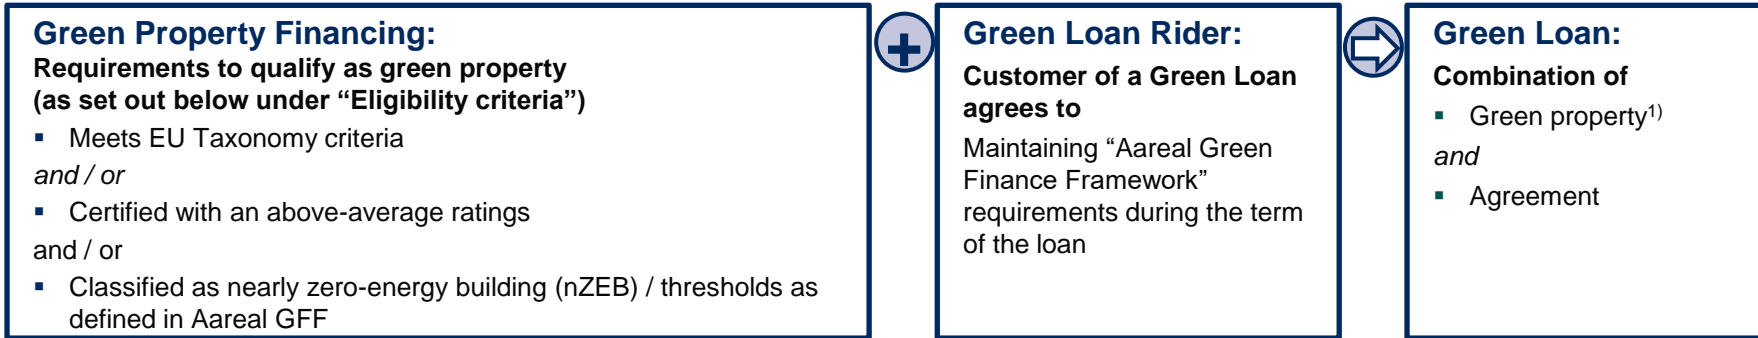 Green Property Financing:
Requirements to qualify as green property
(as set out below under “Eligibility criteria”)
▪ Meets EU Taxonomy criteria
and / or
▪ Certified with an above-average ratings
and / or
▪ Classified as nearly zero-energy building (nZEB) / thresholds as
defined in Aareal GFF
+
Green Loan Rider:
Customer of a Green Loan
agrees to
Maintaining “Aareal Green
Finance Framework”
requirements during the term
of the loan
Green Loan:
Combination of
▪ Green property1)
and
▪ Agreement